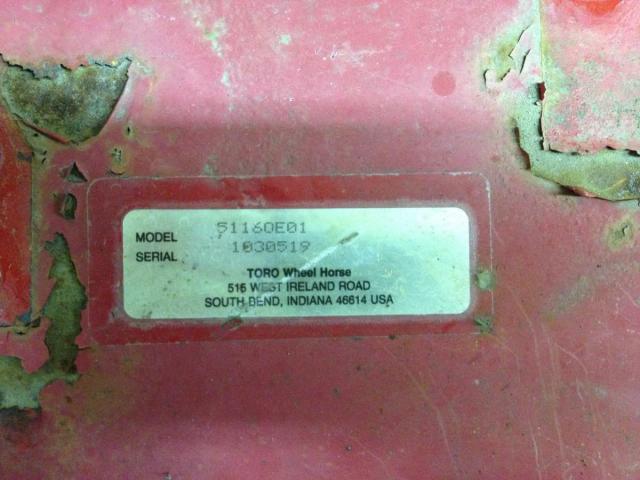 MODEL 51160E01
SERIAL 1030519
TORO Wheel Horse
516 WEST IRELAND ROAD
SOUTH BEND, INDIANA 46614 USA